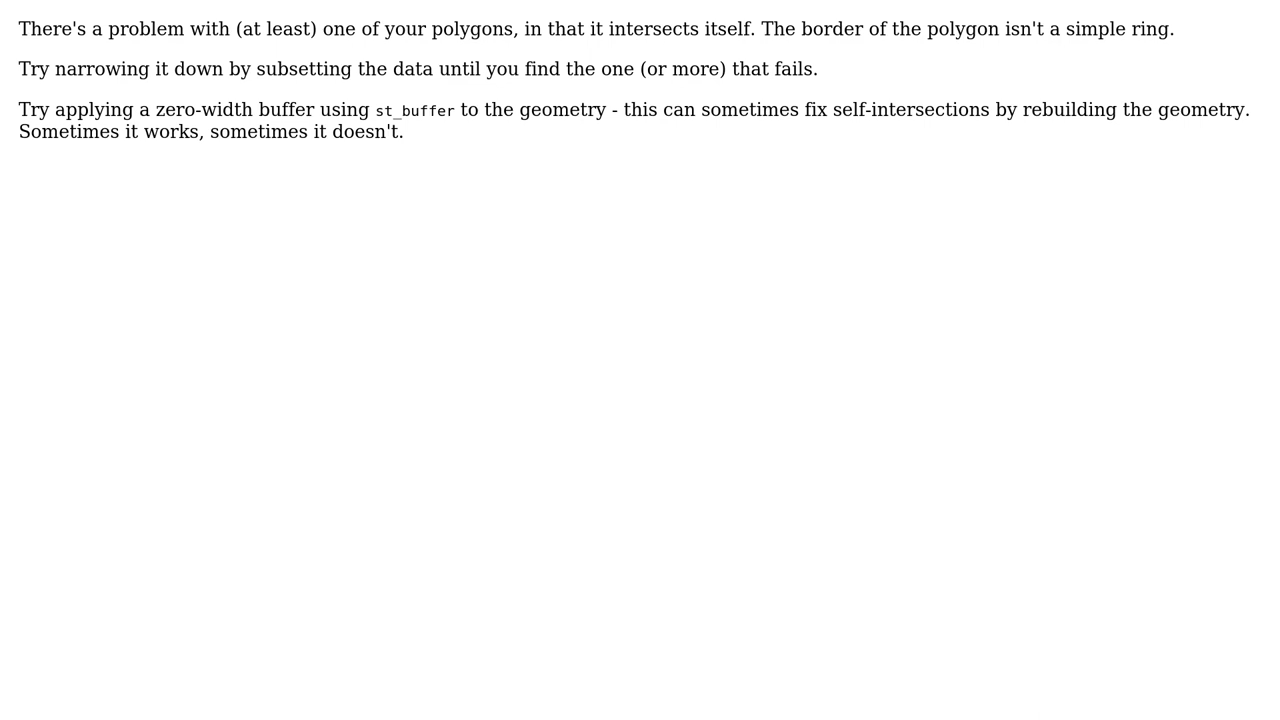 There's a problem with (at least) one of your polygons, in that it intersects itself. The border of the polygon isn't a simple ring.
Try narrowing it down by subsetting the data until you find the one (or more) that fails.
Try applying a zero-width buffer using st_buffer to the geometry - this can sometimes fix self-intersections by rebuilding the geometry.
Sometimes it works, sometimes it doesn't.